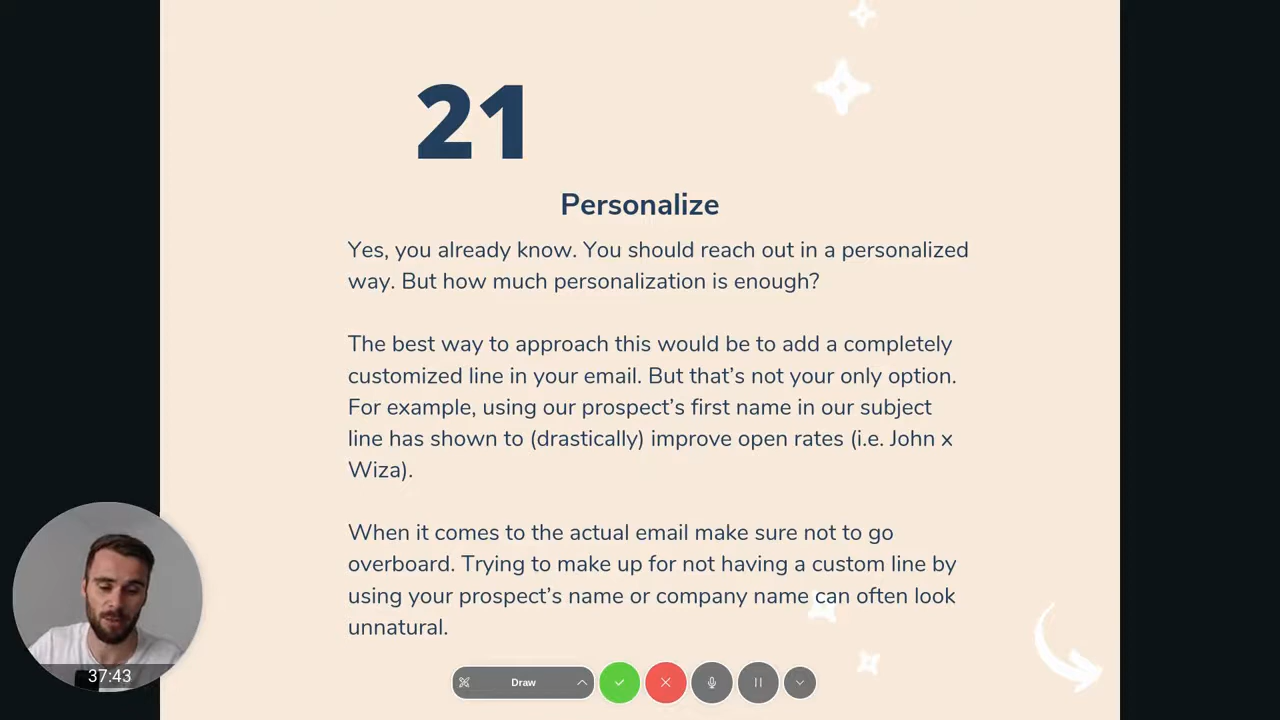 21
Personalize
Yes, you already know. You should reach out in a personalized
way. But how much personalization is enough?
The best way to approach this would be to add a completely
customized line in your email. But that’s not your only option.
For example, using our prospect’s first name in our subject
line has shown to (drastically) improve open rates (i.e. John x
Wiza).
When it comes to the actual email make sure not to go
overboard. Trying to make up for not having a custom line by
using your prospect’s name or company name can often look
unnatural.
37:43
Draw